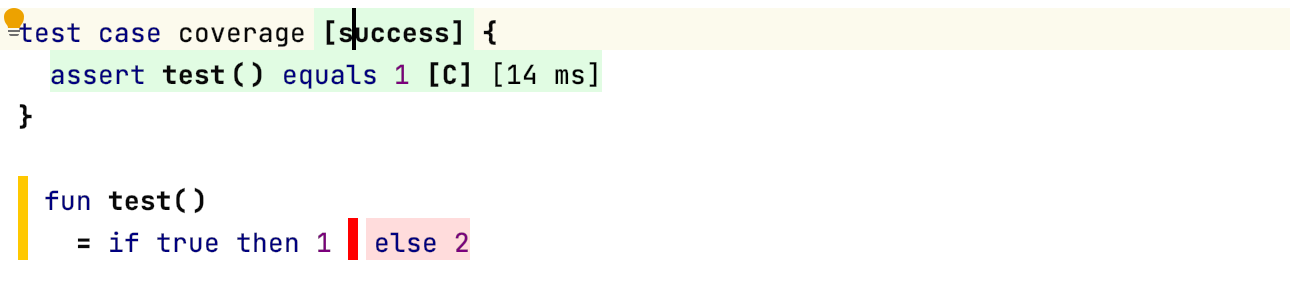 test case coverage [success] {
assert test() equals 1 [C] [14 ms]
}
fun test()
= if true then 1 else 2